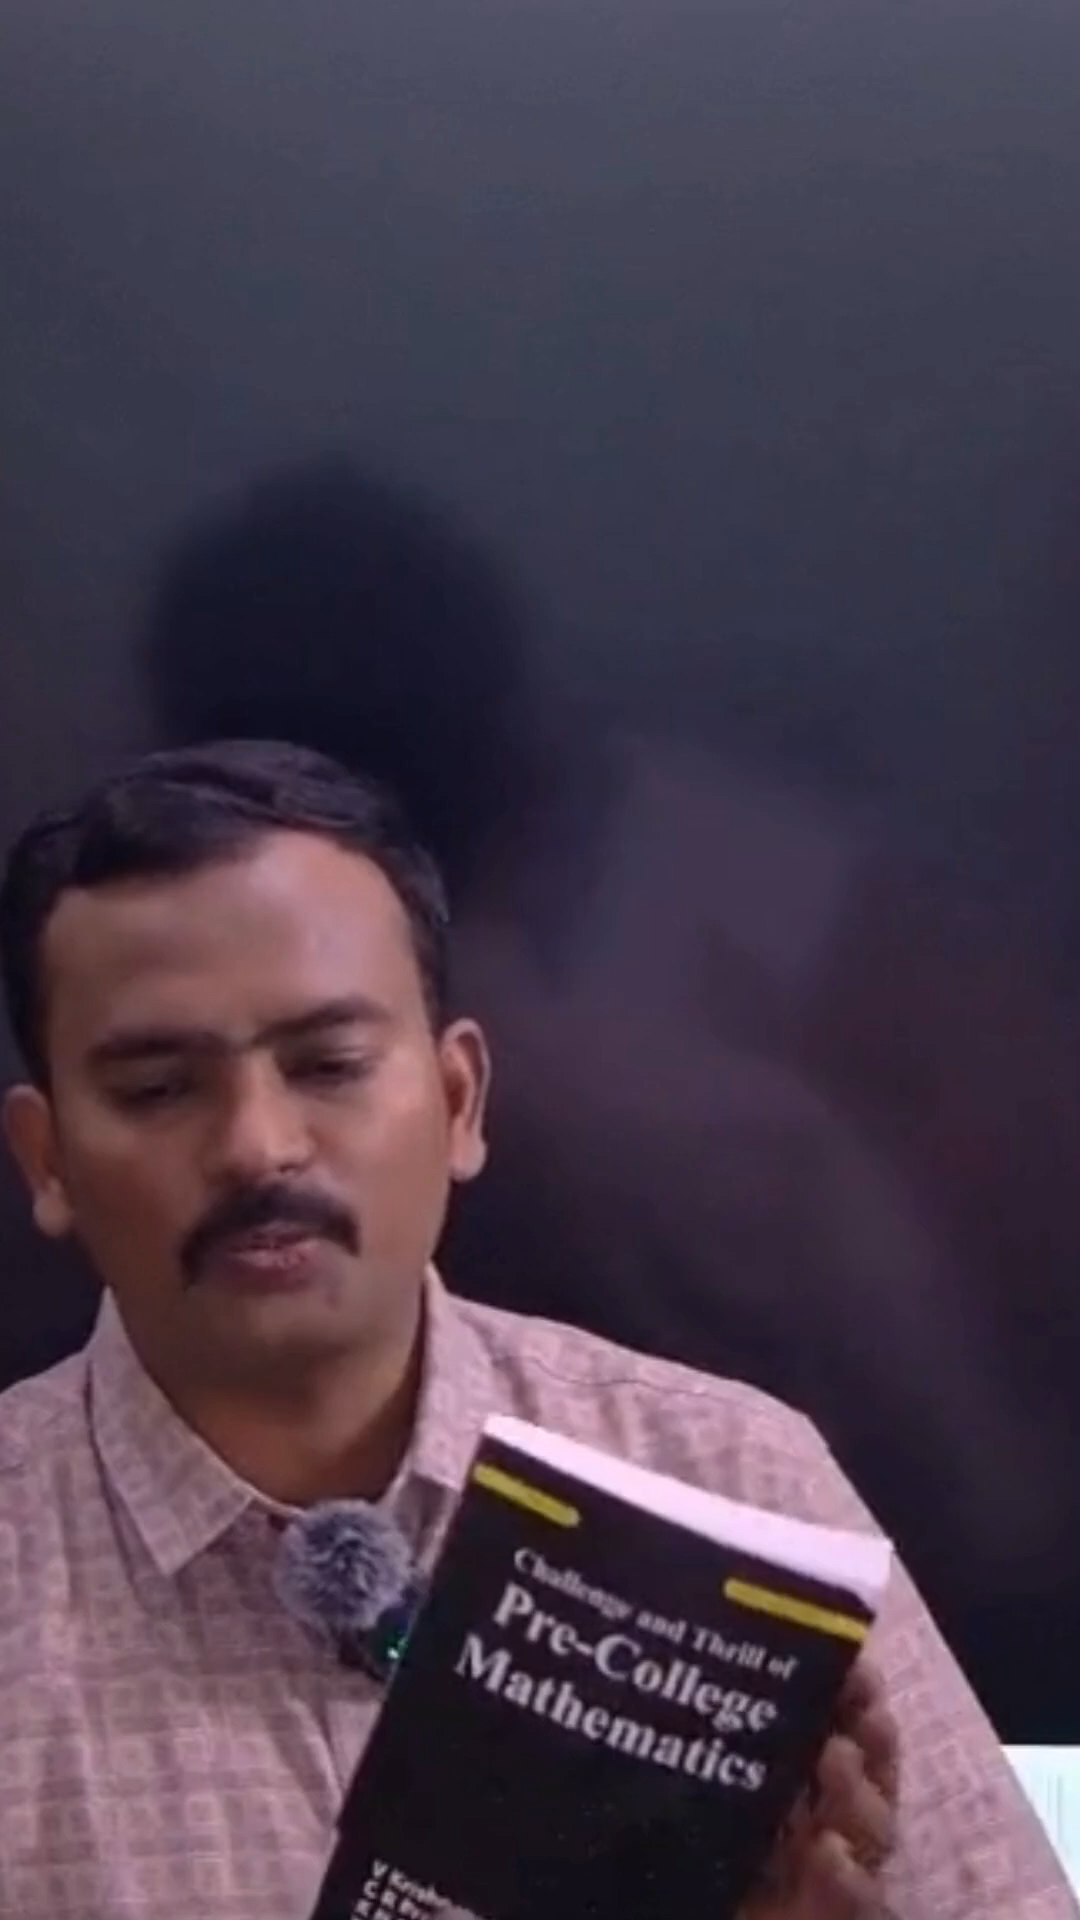 Challenge and Thrill of
Pre-College
Mathematics
V
C R